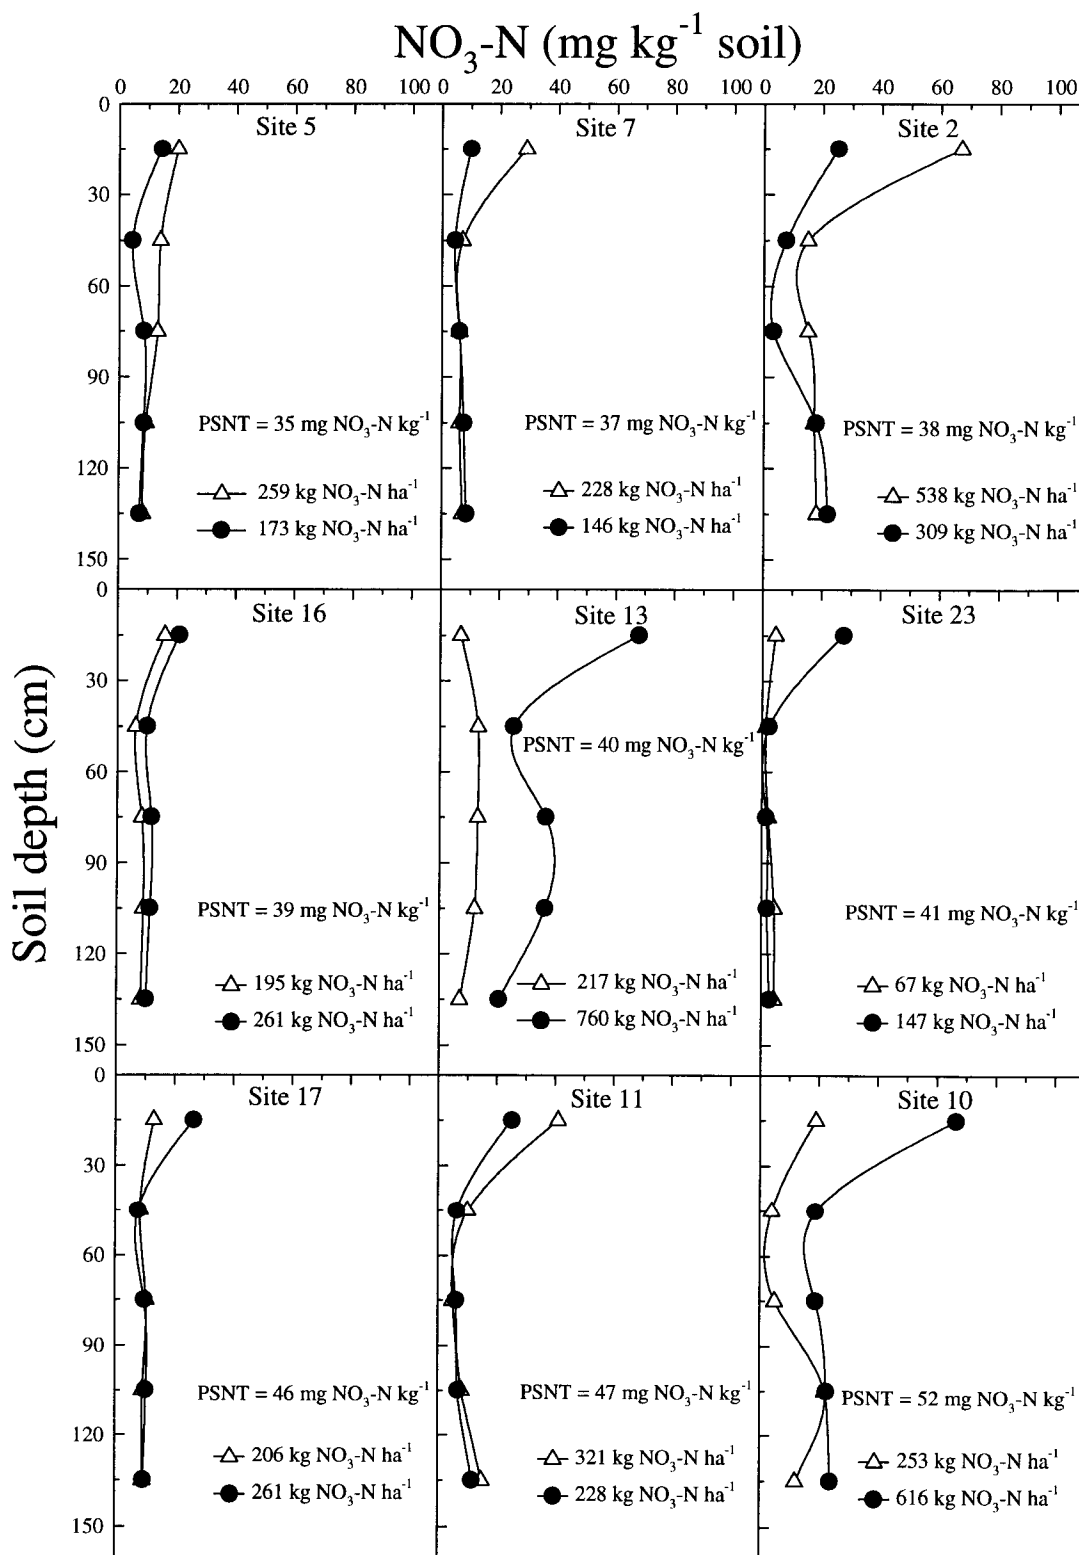 NO₃-N (mg kg⁻¹ soil)
0 20 40 60 80 100 0 20 40 60 80 100 0 20 40 60 80 100
Soil depth (cm)
0
30
60
90
120
150
Site 5
PSNT = 35 mg NO₃-N kg⁻¹
259 kg NO₃-N ha⁻¹
173 kg NO₃-N ha⁻¹
Site 7
PSNT = 37 mg NO₃-N kg⁻¹
228 kg NO₃-N ha⁻¹
146 kg NO₃-N ha⁻¹
Site 2
PSNT = 38 mg NO₃-N kg⁻¹
538 kg NO₃-N ha⁻¹
309 kg NO₃-N ha⁻¹
0
30
60
90
120
150
Site 16
PSNT = 39 mg NO₃-N kg⁻¹
195 kg NO₃-N ha⁻¹
261 kg NO₃-N ha⁻¹
Site 13
PSNT = 40 mg NO₃-N kg⁻¹
217 kg NO₃-N ha⁻¹
760 kg NO₃-N ha⁻¹
Site 23
PSNT = 41 mg NO₃-N kg⁻¹
67 kg NO₃-N ha⁻¹
147 kg NO₃-N ha⁻¹
0
30
60
90
120
150
Site 17
PSNT = 46 mg NO₃-N kg⁻¹
206 kg NO₃-N ha⁻¹
261 kg NO₃-N ha⁻¹
Site 11
PSNT = 47 mg NO₃-N kg⁻¹
321 kg NO₃-N ha⁻¹
228 kg NO₃-N ha⁻¹
Site 10
PSNT = 52 mg NO₃-N kg⁻¹
253 kg NO₃-N ha⁻¹
616 kg NO₃-N ha⁻¹